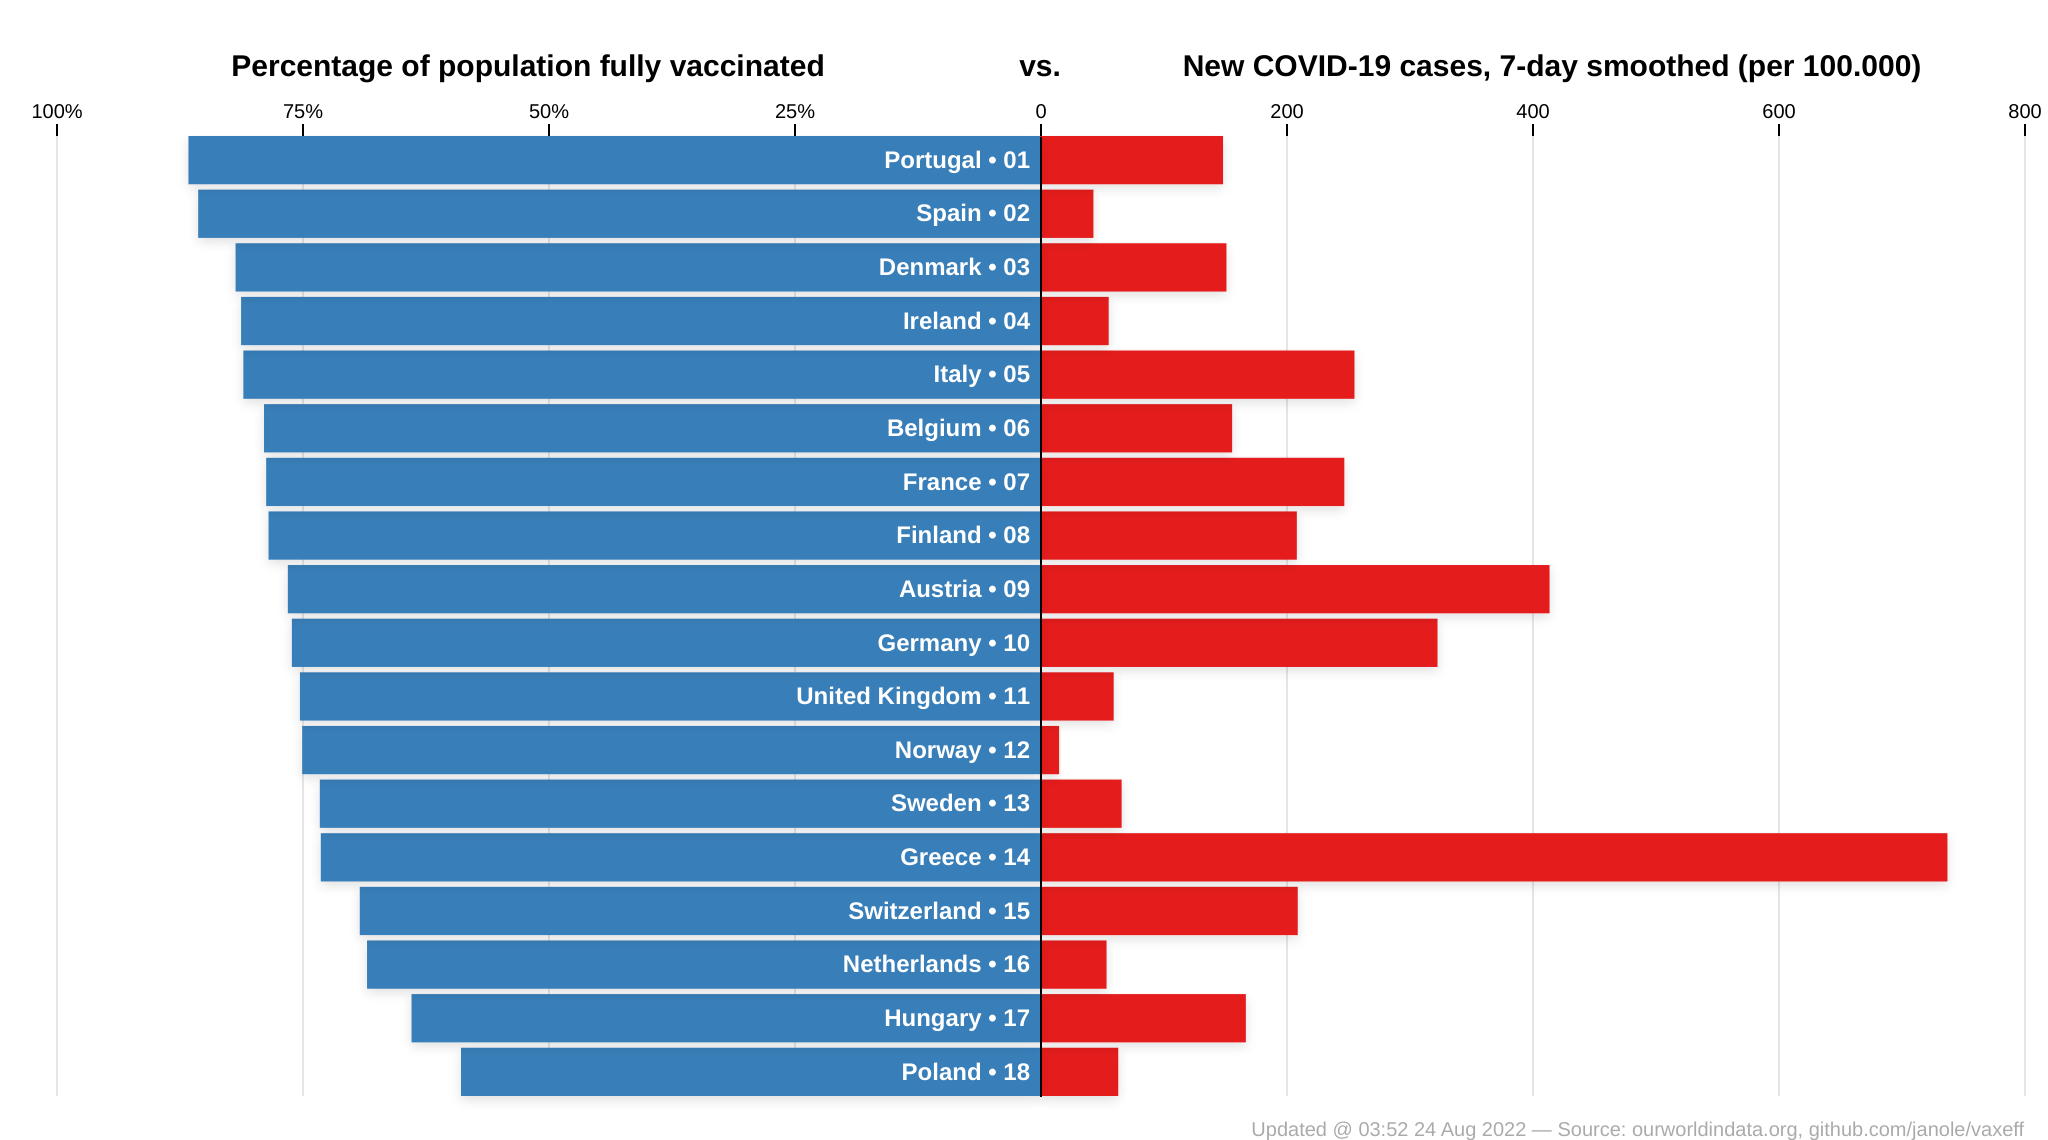 Percentage of population fully vaccinated vs. New COVID-19 cases, 7-day smoothed (per 100.000)
100% 75% 50% 25% 0 200 400 600 800
Portugal • 01
Spain • 02
Denmark • 03
Ireland • 04
Italy • 05
Belgium • 06
France • 07
Finland • 08
Austria • 09
Germany • 10
United Kingdom • 11
Norway • 12
Sweden • 13
Greece • 14
Switzerland • 15
Netherlands • 16
Hungary • 17
Poland • 18
Updated @ 03:52 24 Aug 2022 — Source: ourworldindata.org, github.com/janole/vaxeff